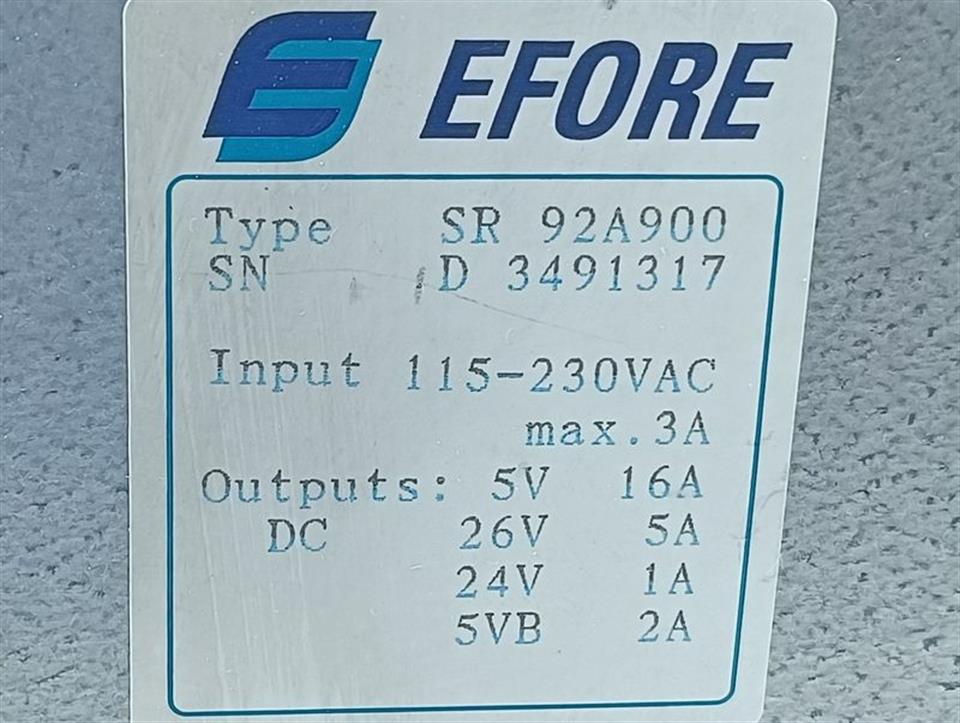 EFORE
Type SR 92A900
SN D 3491317
Input 115-230VAC
max.3A
Outputs: 5V 16A
DC 26V 5A
24V 1A
5VB 2A